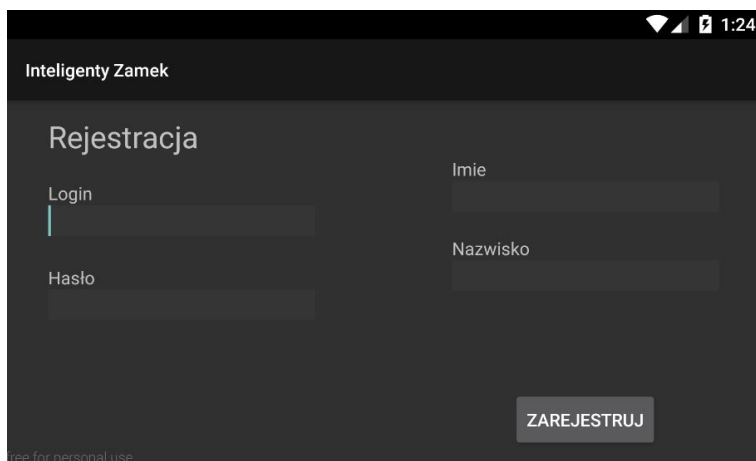 1:24
Inteligenty Zamek
Rejestracja
Login
Hasło
Imie
Nazwisko
ZAREJESTRUJ
free for personal use